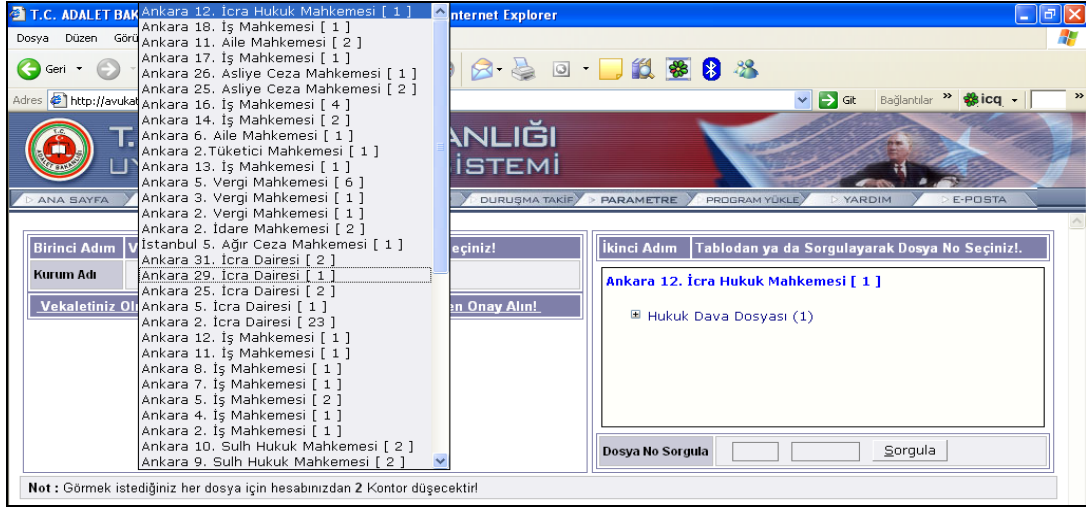 T.C. ADALET BAK
nternet Explorer
Dosya Düzen Görü
Geri
Adres http://avukat
Git Bağlantılar » icq »
T.
ANLIĞI
UY
İSTEMİ
ANA SAYFA
DURUŞMA TAKİP
PARAMETRE
PROGRAM YÜKLE
YARDIM
E-POSTA
Ankara 12. İcra Hukuk Mahkemesi [ 1 ]
Ankara 18. İş Mahkemesi [ 1 ]
Ankara 11. Aile Mahkemesi [ 2 ]
Ankara 17. İş Mahkemesi [ 1 ]
Ankara 26. Asliye Ceza Mahkemesi [ 1 ]
Ankara 25. Asliye Ceza Mahkemesi [ 2 ]
Ankara 16. İş Mahkemesi [ 4 ]
Ankara 14. İş Mahkemesi [ 2 ]
Ankara 6. Aile Mahkemesi [ 1 ]
Ankara 2.Tüketici Mahkemesi [ 1 ]
Ankara 13. İş Mahkemesi [ 1 ]
Ankara 5. Vergi Mahkemesi [ 6 ]
Ankara 3. Vergi Mahkemesi [ 1 ]
Ankara 2. Vergi Mahkemesi [ 1 ]
Ankara 2. İdare Mahkemesi [ 2 ]
İstanbul 5. Ağır Ceza Mahkemesi [ 1 ]
Ankara 31. İcra Dairesi [ 2 ]
Ankara 29. İcra Dairesi [ 1 ]
Ankara 25. İcra Dairesi [ 2 ]
Ankara 5. İcra Dairesi [ 1 ]
Ankara 2. İcra Dairesi [ 23 ]
Ankara 12. İş Mahkemesi [ 1 ]
Ankara 11. İş Mahkemesi [ 1 ]
Ankara 8. İş Mahkemesi [ 1 ]
Ankara 7. İş Mahkemesi [ 1 ]
Ankara 5. İş Mahkemesi [ 2 ]
Ankara 4. İş Mahkemesi [ 1 ]
Ankara 2. İş Mahkemesi [ 1 ]
Ankara 10. Sulh Hukuk Mahkemesi [ 2 ]
Ankara 9. Sulh Hukuk Mahkemesi [ 2 ]
Birinci Adım V
eçiniz!
Kurum Adı
Vekaletiniz Ol
en Onay Alın!
İkinci Adım Tablodan ya da Sorgulayarak Dosya No Seçiniz!.
Ankara 12. İcra Hukuk Mahkemesi [ 1 ]
Hukuk Dava Dosyası (1)
Dosya No Sorgula
Sorgula
Not : Görmek istediğiniz her dosya için hesabınızdan 2 Kontor düşecektir!